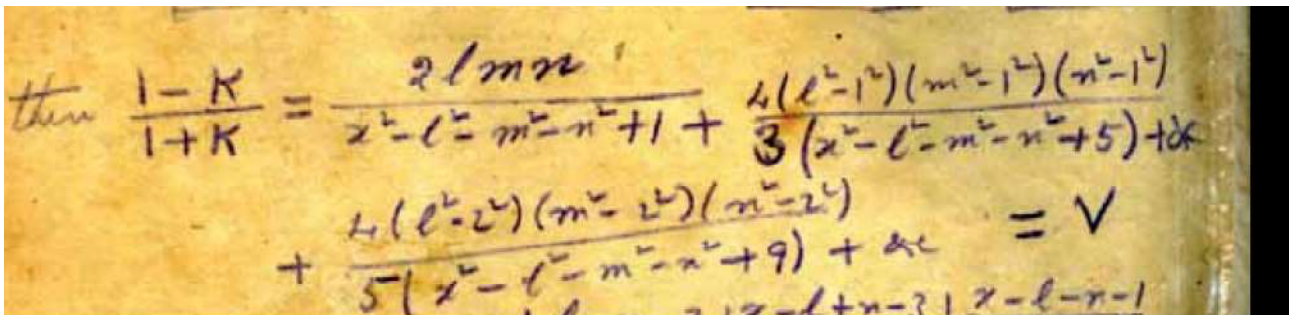 then (1-K)/(1+K) = 2lmn/(x²-l²-m²-n²+1) + 4(l²-1²)(m²-1²)(n²-1²)/3(x²-l²-m²-n²+5) + &c
+ 4(l²-2²)(m²-2²)(n²-2²)/5(x²-l²-m²-n²+9) + &c = V
x-l-n-1